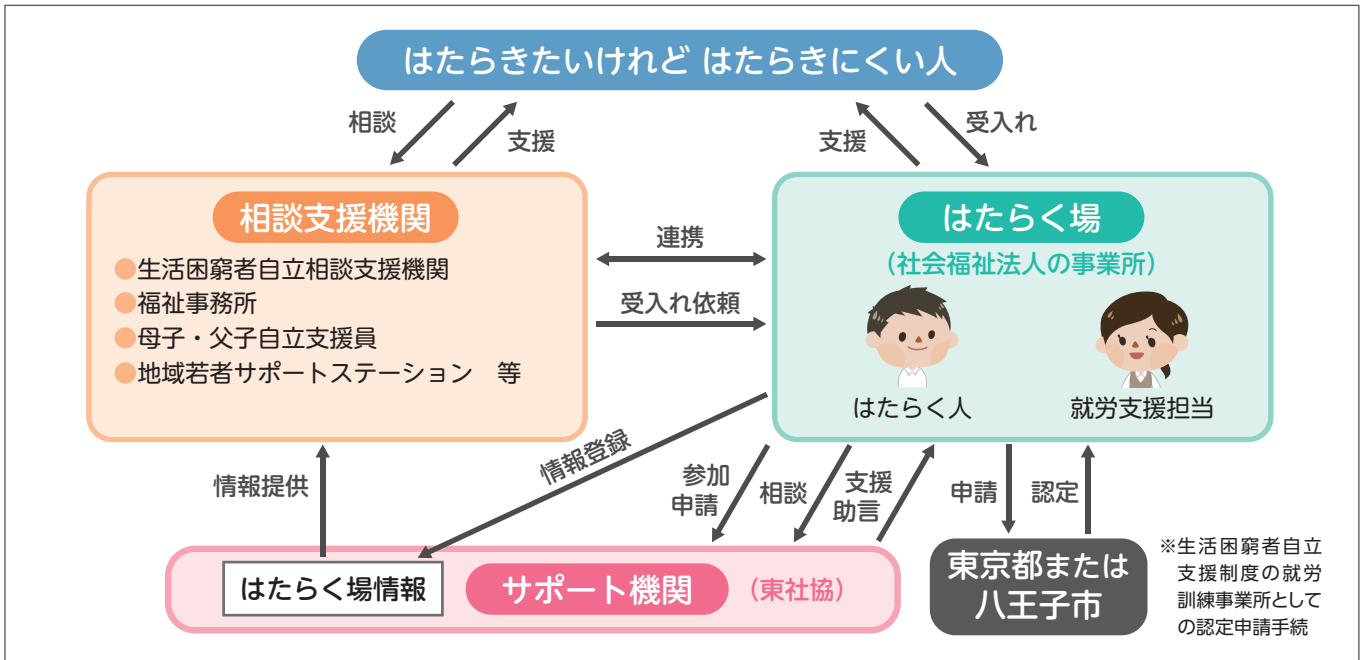 はたらきたいけれど はたらきにくい人
相談
支援
支援
受入れ
相談支援機関
●生活困窮者自立相談支援機関
●福祉事務所
●母子・父子自立支援員
●地域若者サポートステーション　等
連携
受入れ依頼
はたらく場
（社会福祉法人の事業所）
はたらく人
就労支援担当
情報提供
情報登録
参加
申請
相談
支援
助言
申請
認定
はたらく場情報
サポート機関
（東社協）
東京都または
八王子市
※生活困窮者自立
支援制度の就労
訓練事業所として
の認定申請手続